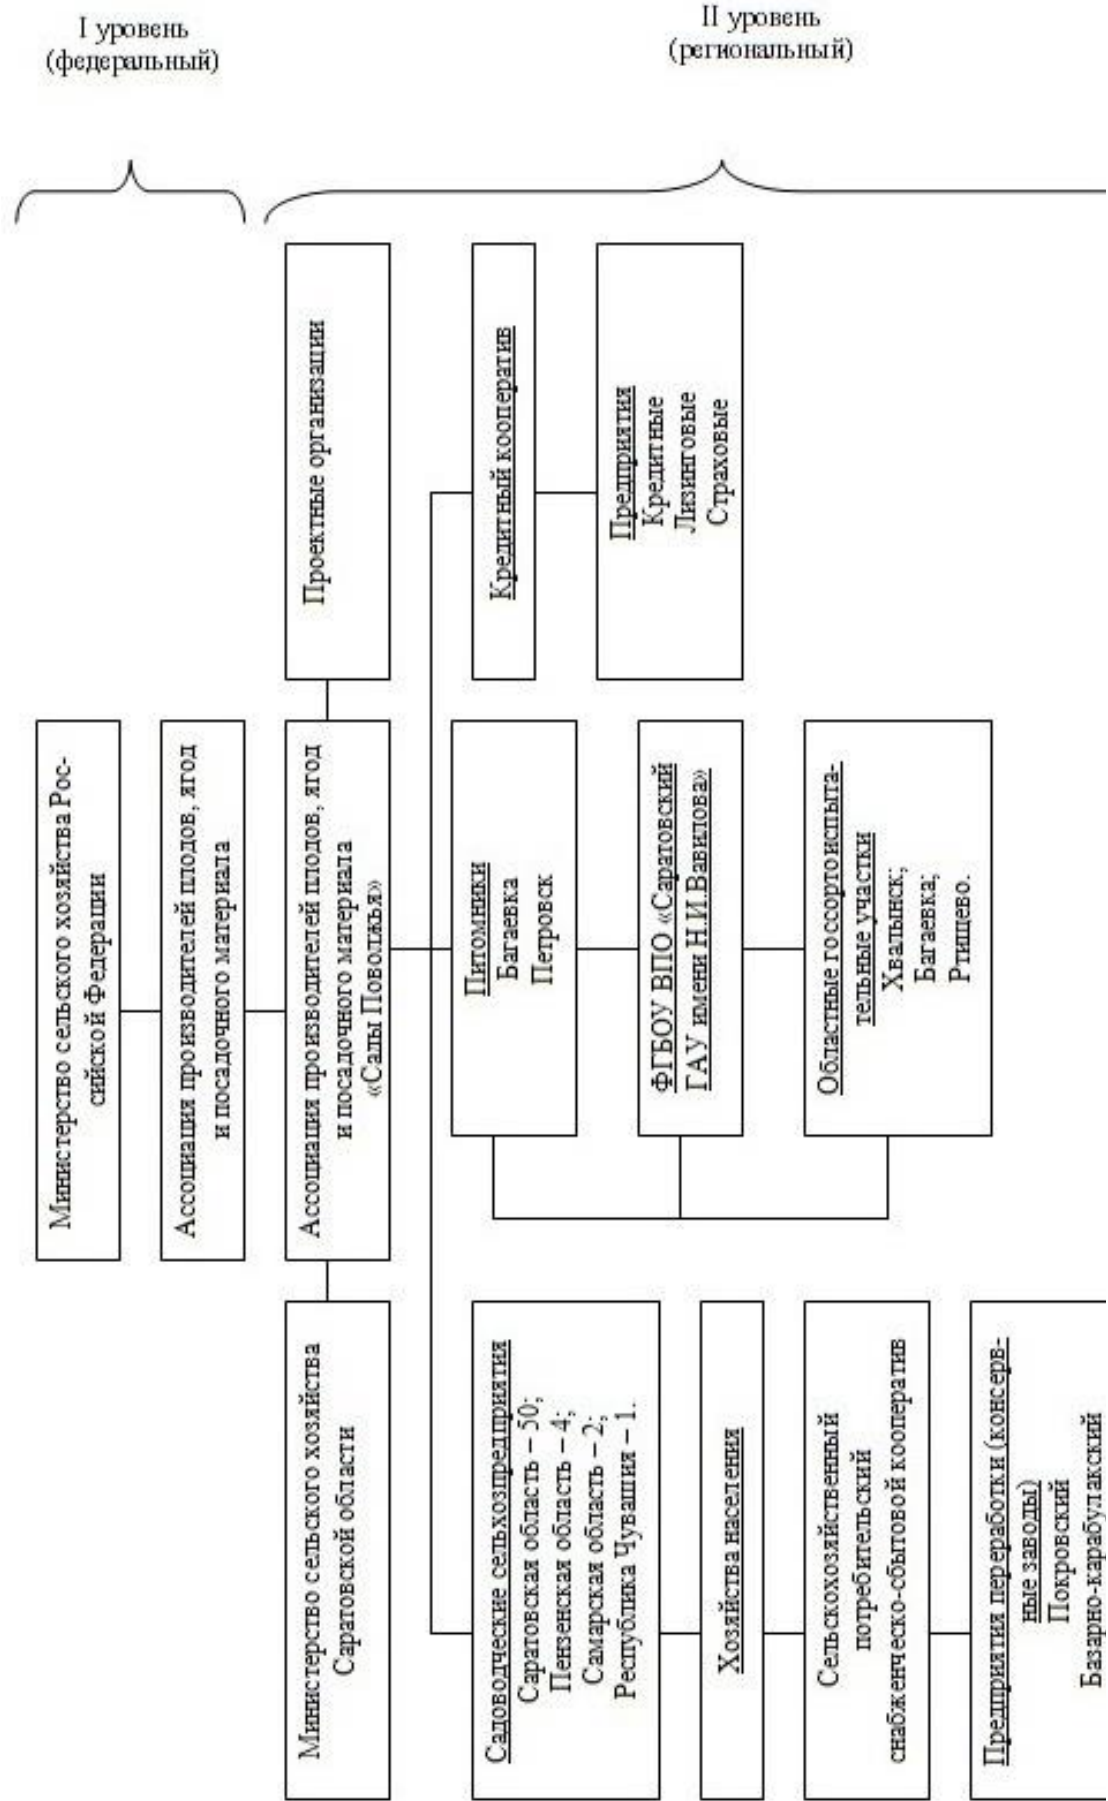 I уровень
(федеральный)
II уровень
(региональный)
Министерство сельского хозяйства Рос-
сийской Федерации
Ассоциация производителей плодов, ягод
и посадочного материала
Министерство сельского хозяйства
Саратовской области
Ассоциация производителей плодов, ягод
и посадочного материала
«Сады Поволжья»
Проектные организации
Садоводческие сельхозпредприятия
Саратовская область – 50;
Пензенская область – 4;
Самарская область – 2;
Республика Чувашия – 1.
Хозяйства населения
Сельскохозяйственный
потребительский
снабженческо-сбытовой кооператив
Предприятия переработки (консерв-
ные заводы)
Покровский
Базарно-карабулакский
Питомники
Багаевка
Петровск
ФГБОУ ВПО «Саратовский
ГАУ имени Н.И.Вавилова»
Областные госсортоиспыта-
тельные участки
Хвалынск;
Багаевка;
Ртищево.
Кредитный кооператив
Предприятия
Кредитные
Лизинговые
Страховые